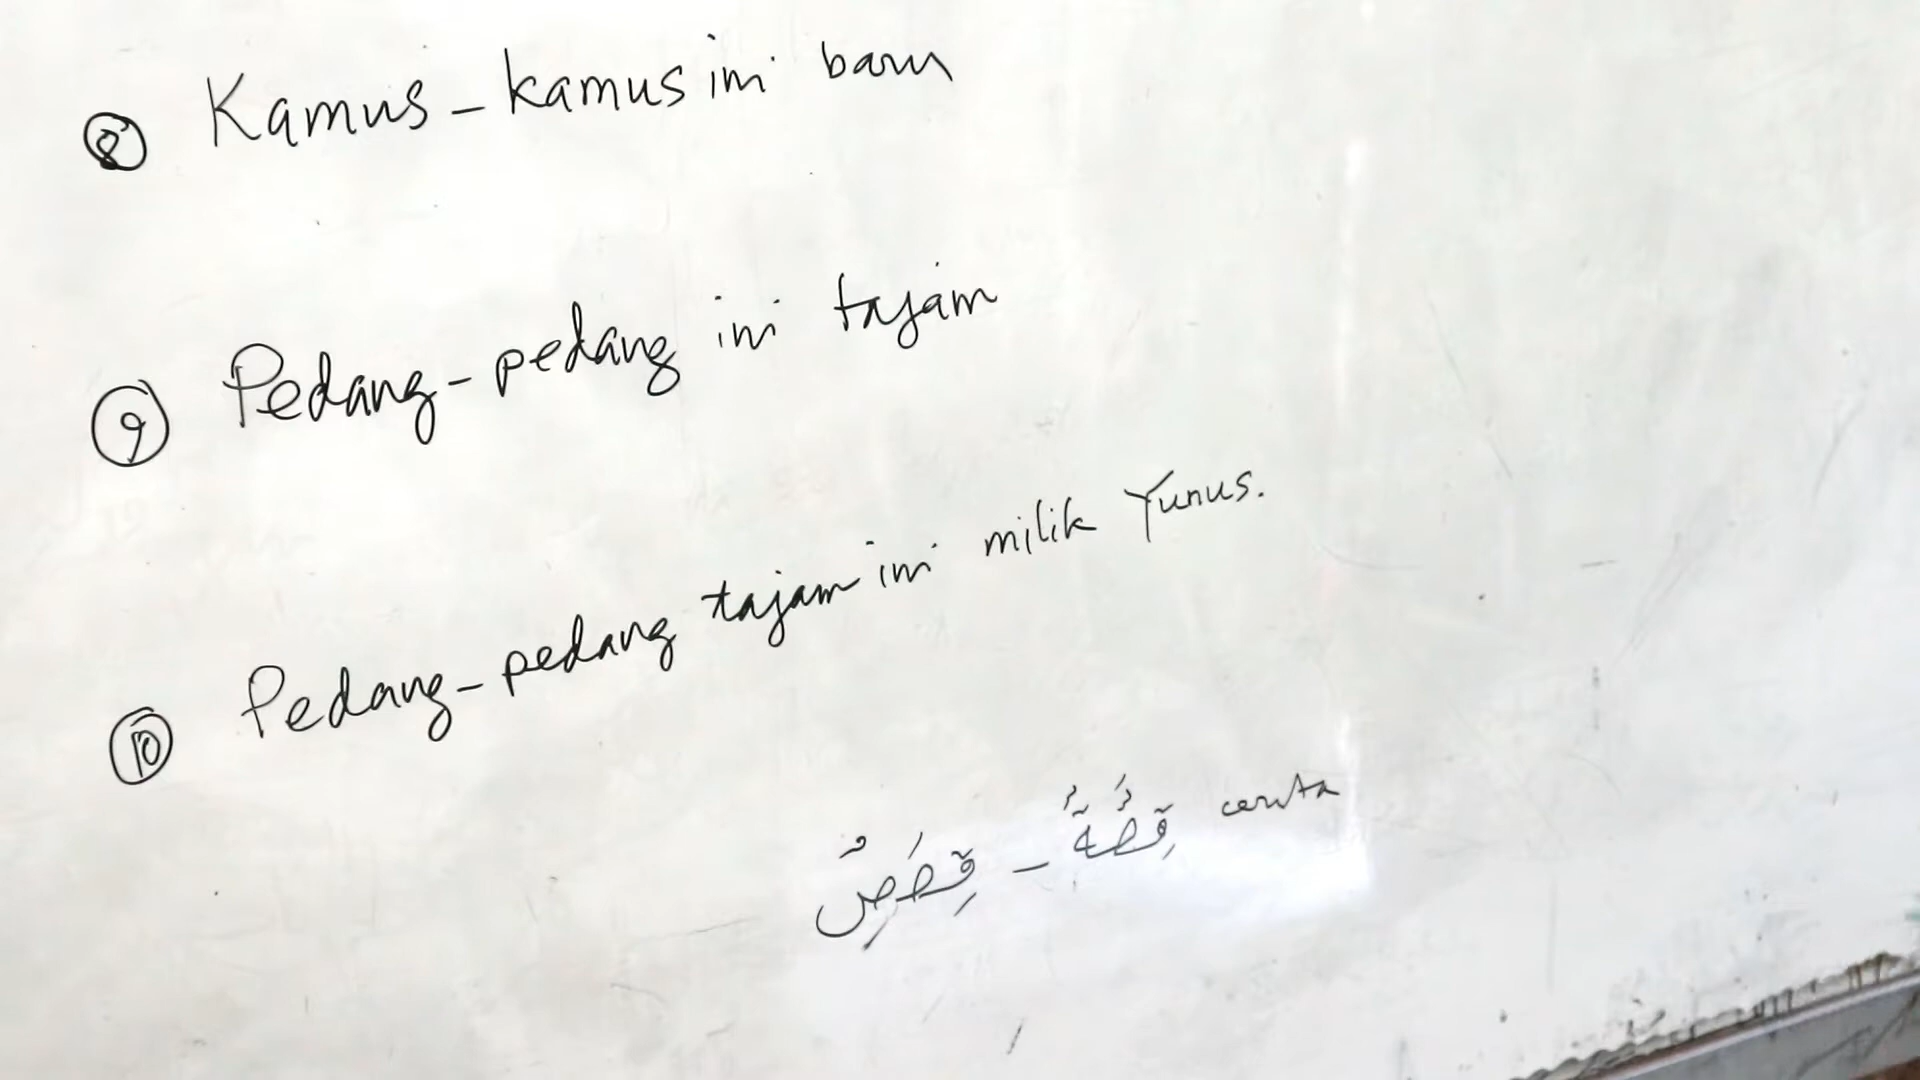 ⑧ Kamus - kamus ini baru
⑨ Pedang - pedang ini tajam
⑩ Pedang - pedang tajam ini milik Yunus.
قِصَّةٌ – قِصَصٌ cerita